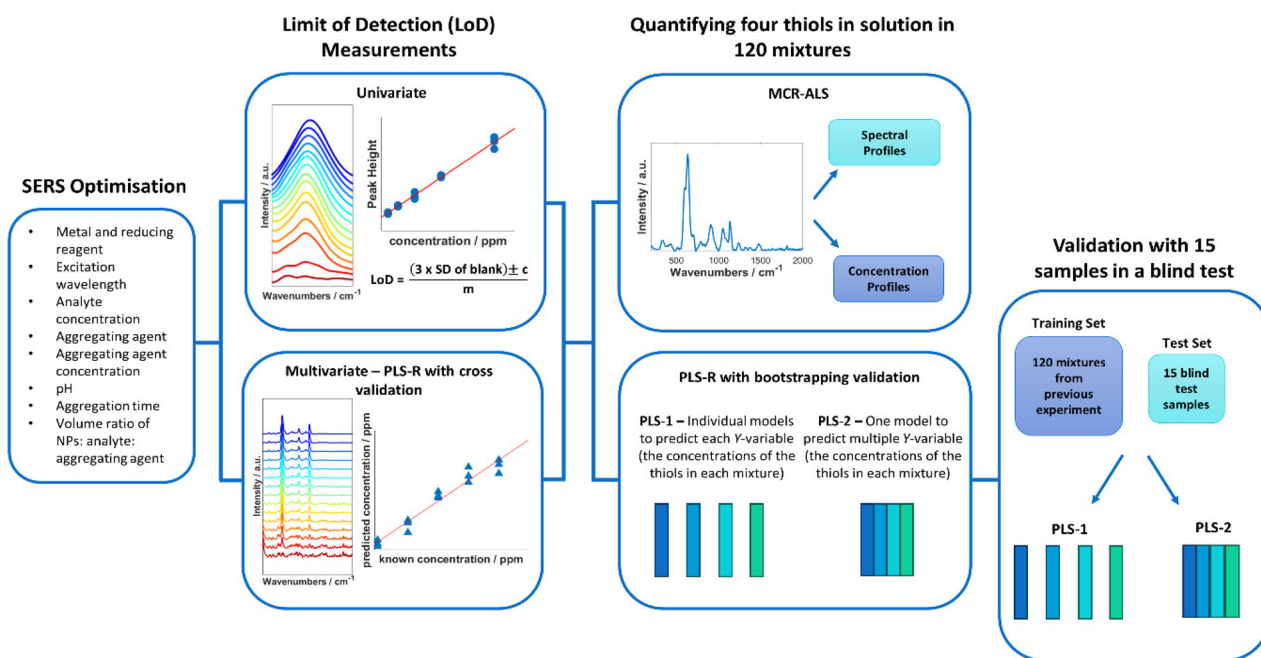 SERS Optimisation
• Metal and reducing
reagent
• Excitation
wavelength
• Analyte
concentration
• Aggregating agent
• Aggregating agent
concentration
• pH
• Aggregation time
• Volume ratio of
NPs: analyte:
aggregating agent
Limit of Detection (LoD)
Measurements
Univariate
Intensity / a.u.
Wavenumbers / cm-1
Peak Height
concentration / ppm
LoD = (3 x SD of blank) ± c
m
Multivariate – PLS-R with cross
validation
Intensity / a.u.
Wavenumbers / cm-1
predicted concentration / ppm
known concentration / ppm
Quantifying four thiols in solution in
120 mixtures
MCR-ALS
Intensity / a.u.
500 1000 1500 2000
Wavenumbers / cm-1
Spectral
Profiles
Concentration
Profiles
PLS-R with bootstrapping validation
PLS-1 – Individual models
to predict each Y-variable
(the concentrations of the
thiols in each mixture)
PLS-2 – One model to
predict multiple Y-variable
(the concentrations of the
thiols in each mixture)
Validation with 15
samples in a blind test
Training Set
120 mixtures
from
previous
experiment
Test Set
15 blind
test
samples
PLS-1
PLS-2